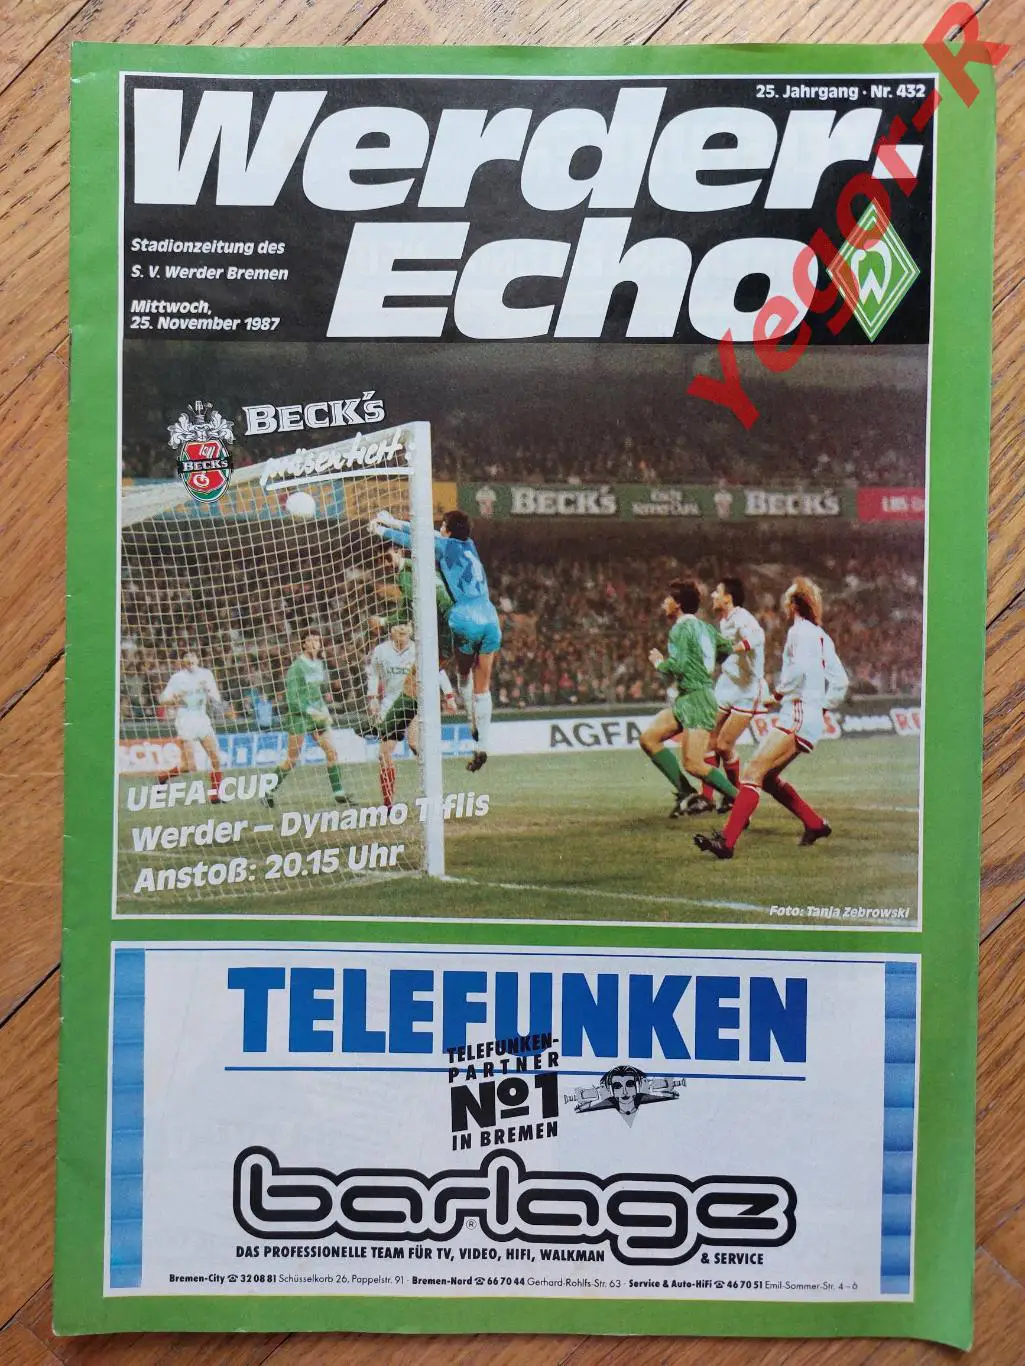 25. Jahrgang · Nr. 432
Werder-
Echo
Stadionzeitung des
S. V. Werder Bremen
Mittwoch,
25. November 1987
W
Yegor-R
BECK'S
präsentiert:
BECK'S
BECK'S
BECK'S
1
AGFA
UEFA-CUP
Werder – Dynamo Tiflis
Anstoß: 20.15 Uhr
Foto: Tanja Zebrowski
TELEFUNKEN
TELEFUNKEN-
PARTNER
No1
IN BREMEN
barlage
®
DAS PROFESSIONELLE TEAM FÜR TV, VIDEO, HIFI, WALKMAN & SERVICE
Bremen-City ☎ 32 08 81 Schüsselkorb 26, Pappelstr. 91 · Bremen-Nord ☎ 66 70 44 Gerhard-Rohlfs-Str. 63 · Service & Auto-HiFi ☎ 46 70 51 Emil-Sommer-Str. 4 – 6